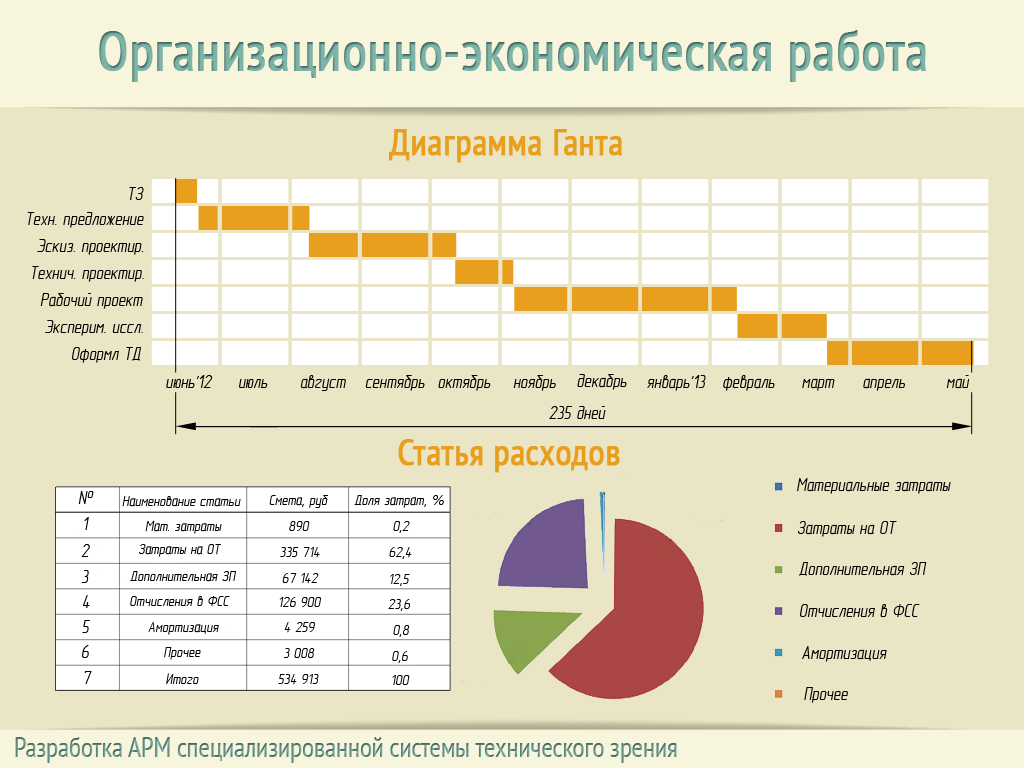 Организационно-экономическая работа
Диаграмма Ганта
ТЗ
Техн. предложение
Эскиз. проектир.
Технич. проектир.
Рабочий проект
Эксперим. иссл.
Оформл ТД
июнь'12 июль август сентябрь октябрь ноябрь декабрь январь'13 февраль март апрель май
235 дней
Статья расходов
№ Наименование статьи Смета, руб Доля затрат, %
1 Мат. затраты 890 0,2
2 Затраты на ОТ 335 714 62,4
3 Дополнительная ЗП 67 142 12,5
4 Отчисления в ФСС 126 900 23,6
5 Амортизация 4 259 0,8
6 Прочее 3 008 0,6
7 Итого 534 913 100
Материальные затраты
Затраты на ОТ
Дополнительная ЗП
Отчисления в ФСС
Амортизация
Прочее
Разработка АРМ специализированной системы технического зрения